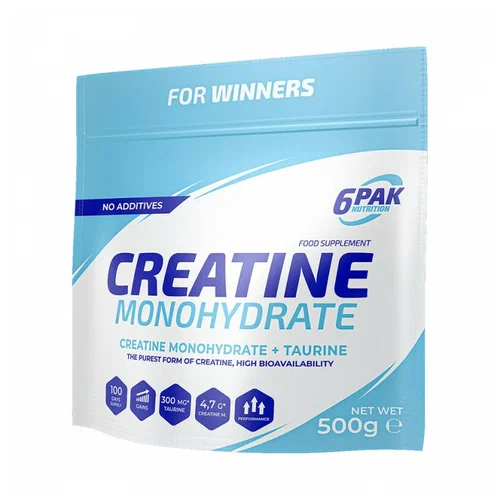 FOR WINNERS
NO ADDITIVES
6PAK
NUTRITION
FOOD SUPPLEMENT
CREATINE
MONOHYDRATE
CREATINE MONOHYDRATE + TAURINE
THE PUREST FORM OF CREATINE, HIGH BIOAVAILABILITY
100
DAYS
SUPPLY
GAINS
300 MG*
TAURINE
4,7 G*
CREATINE M.
PERFORMANCE
NET WET
500g ℮